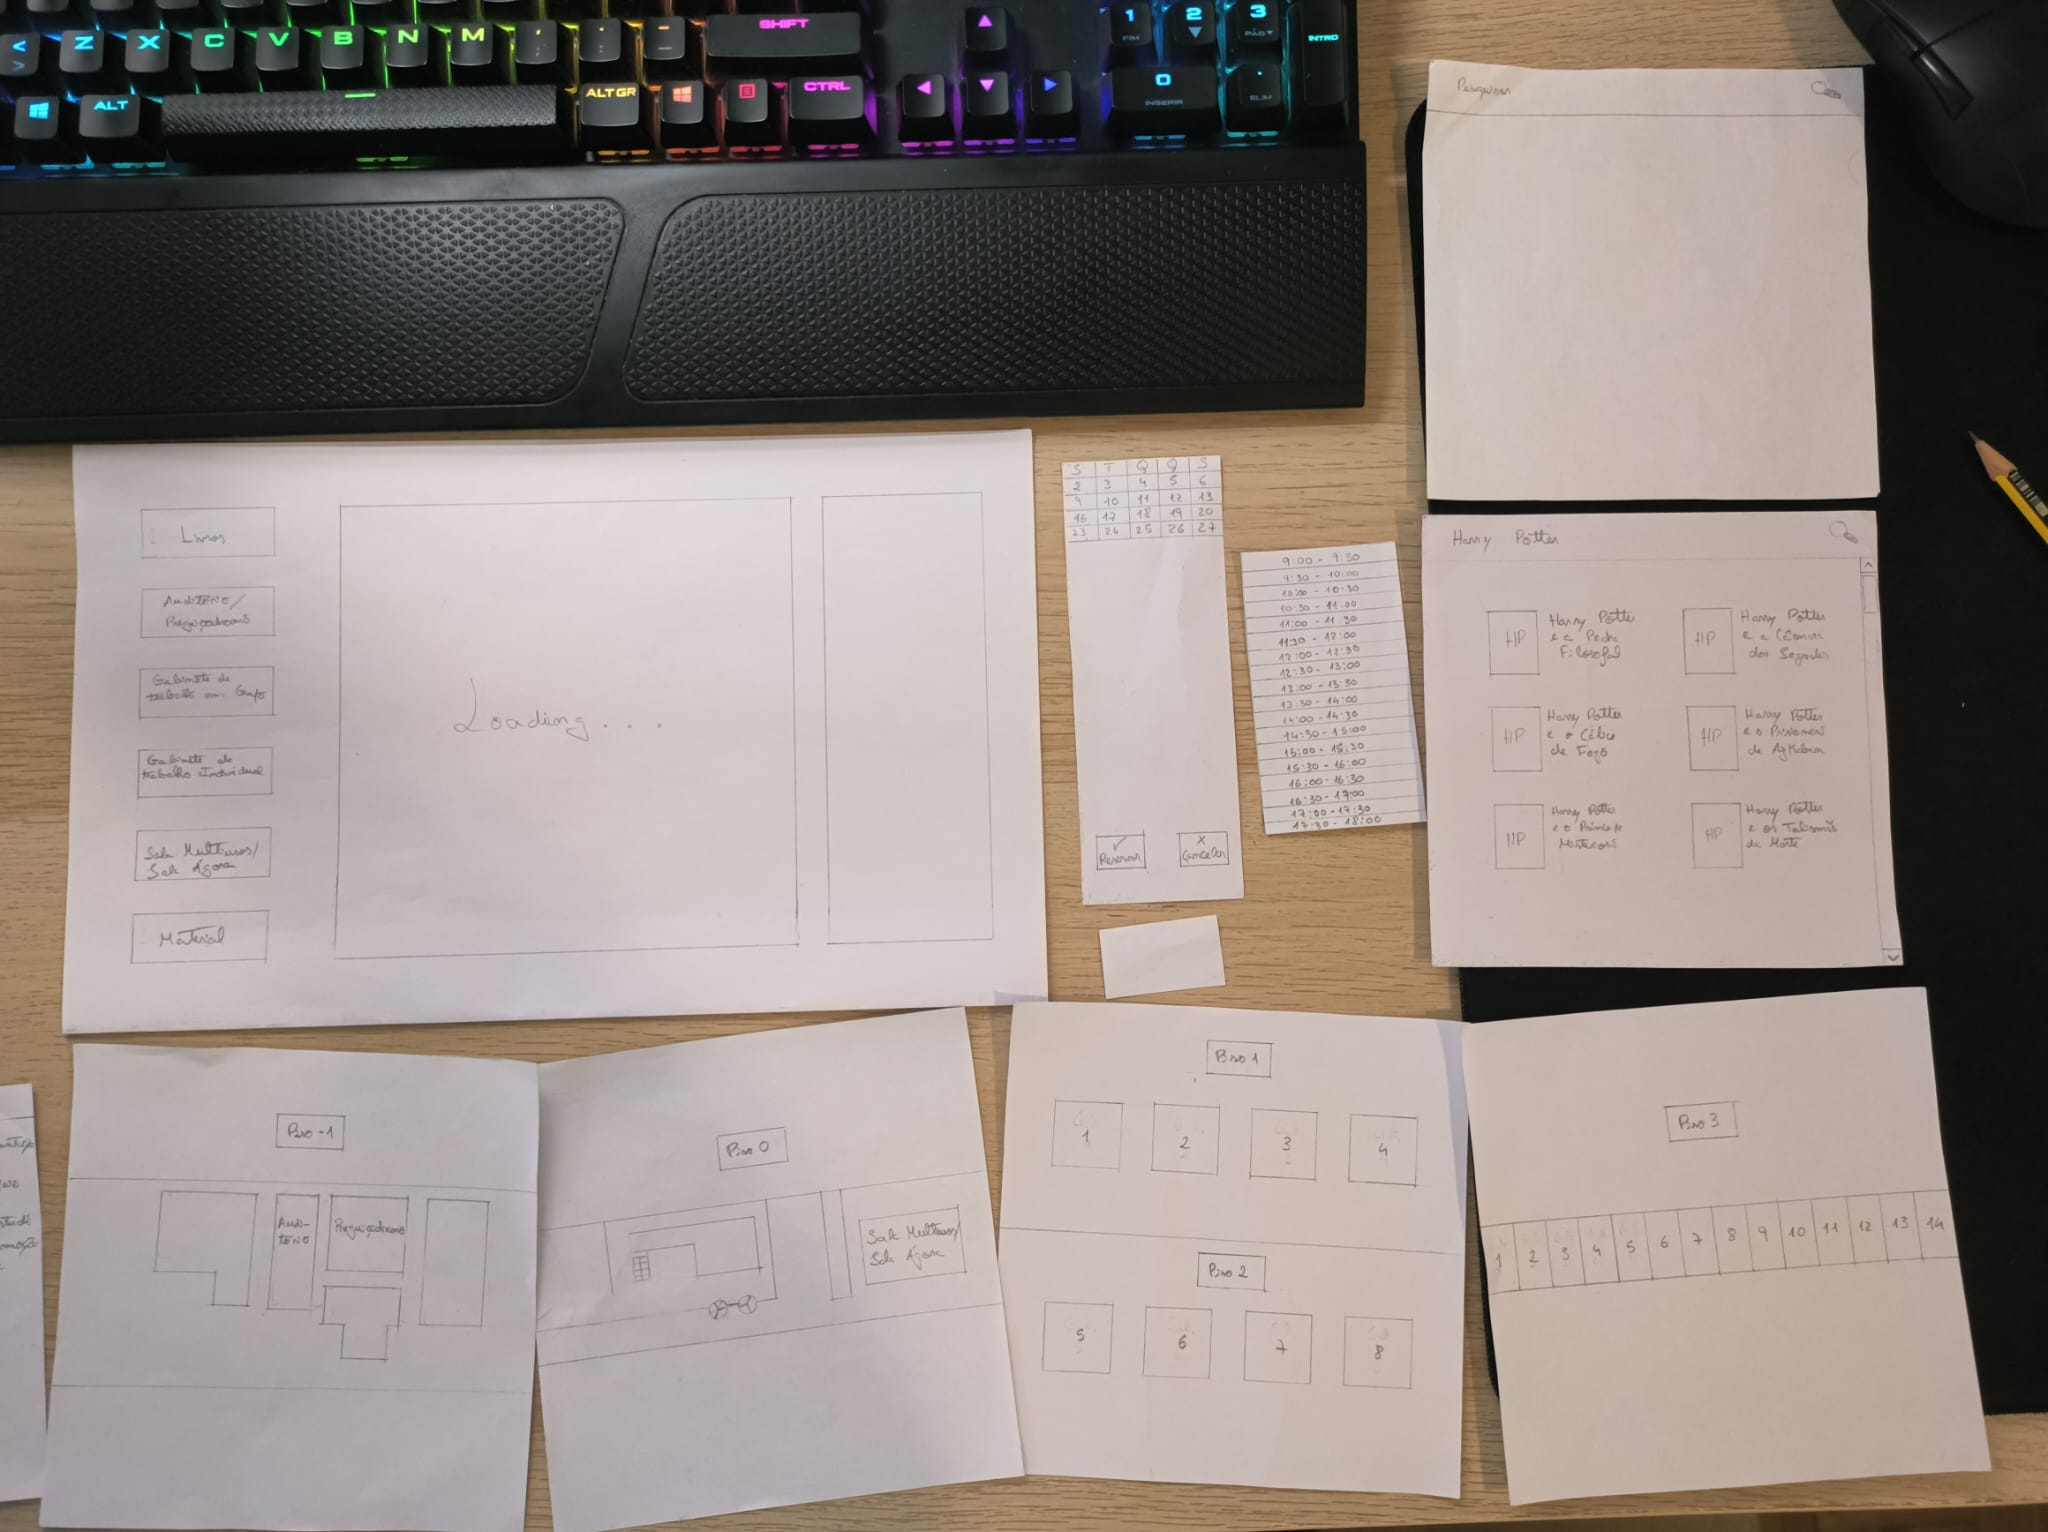 SHIFT
1
FIM
2
3
PÁG
INTRO
<
>
Z
X
C
V
B
N
M
;
,
:
.
-
_
ALT
ALT GR
CTRL
0
INSERIR
.
ELIM
Pesquisar
Livros
Auditório/
Preguiçódromo
Gabinete de
trabalho em Grupo
Gabinete de
trabalho Individual
Sala Multiusos/
Sala Ágora
Material
Loading...
S T Q Q S
2 3 4 5 6
9 10 11 12 13
16 17 18 19 20
23 24 25 26 27
Reservar
X
Cancelar
9:00 - 9:30
9:30 - 10:00
10:00 - 10:30
10:30 - 11:00
11:00 - 11:30
11:30 - 12:00
12:00 - 12:30
12:30 - 13:00
13:00 - 13:30
13:30 - 14:00
14:00 - 14:30
14:30 - 15:00
15:00 - 15:30
15:30 - 16:00
16:00 - 16:30
16:30 - 17:00
17:00 - 17:30
17:30 - 18:00
Harry Potter
HP
Harry Potter
e a Pedra
Filosofal
HP
Harry Potter
e a Câmara
dos Segredos
HP
Harry Potter
e o Cálice
de Fogo
HP
Harry Potter
e o Prisioneiro
de Azkaban
HP
Harry Potter
e o Príncipe
Misterioso
HP
Harry Potter
e os Talismãs
da Morte
Piso -1
Audi-
tório
Preguiçódromo
Piso 0
Sala Multiusos/
Sala Ágora
Piso 1
1 2 3 4
Piso 2
5 6 7 8
Piso 3
1 2 3 4 5 6 7 8 9 10 11 12 13 14